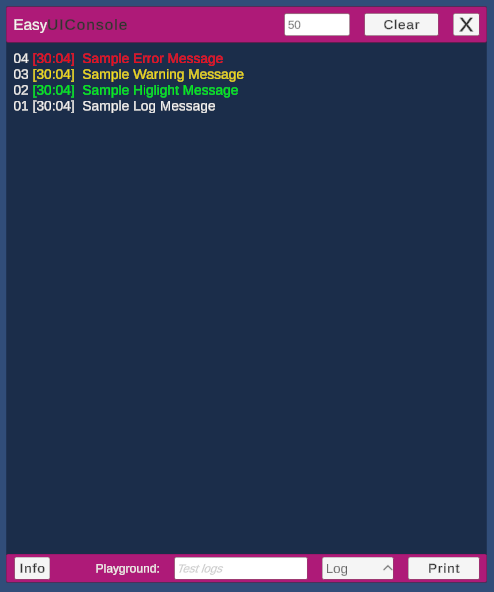 EasyUIConsole 50 Clear X
04 [30:04] Sample Error Message
03 [30:04] Sample Warning Message
02 [30:04] Sample Higlight Message
01 [30:04] Sample Log Message
Info Playground: Test logs Log Print